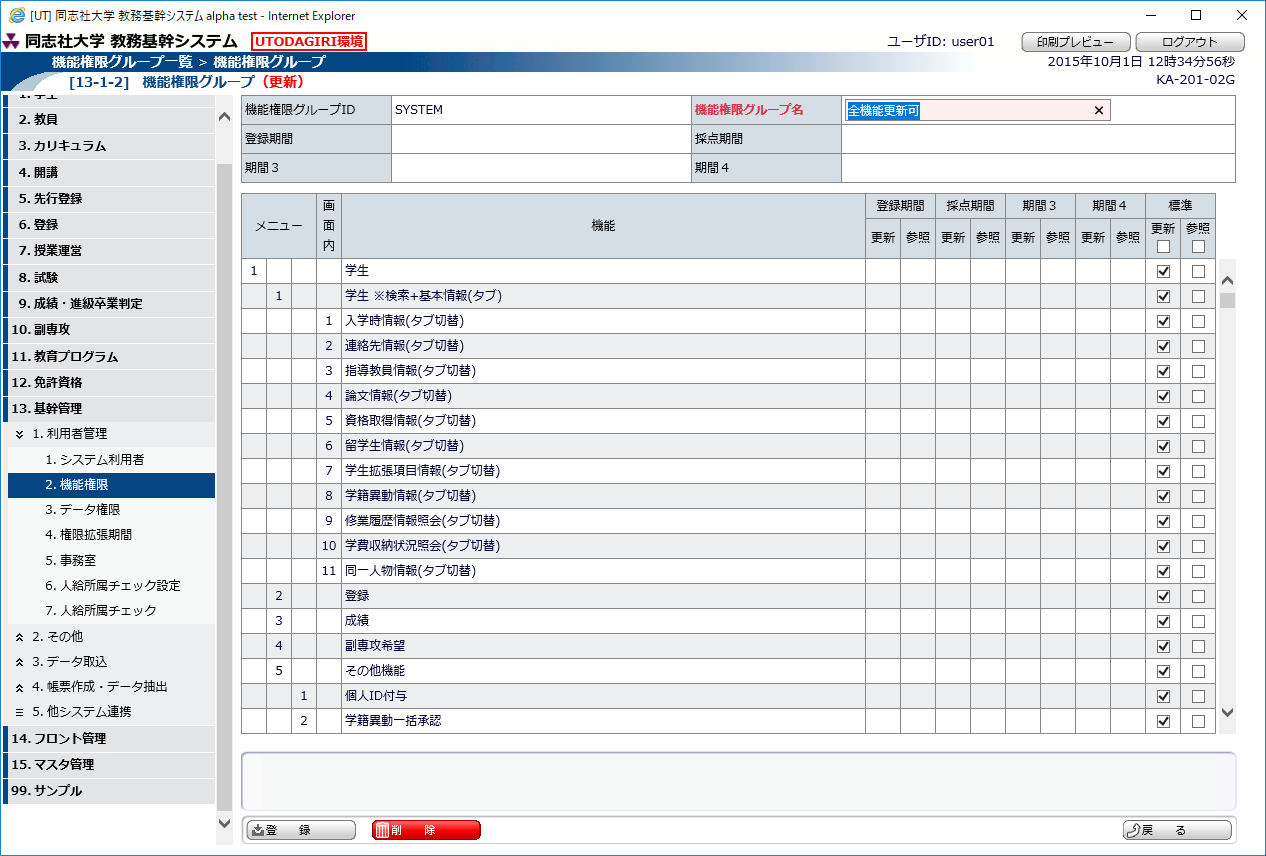 [UT] 同志社大学 教務基幹システム alpha test - Internet Explorer
同志社大学 教務基幹システム UTODAGIRI環境
ユーザID: user01 印刷プレビュー ログアウト
機能権限グループ一覧 > 機能権限グループ
2015年10月1日 12時34分56秒
[13-1-2] 機能権限グループ（更新）
KA-201-02G
1. 学生
2. 教員
3. カリキュラム
4. 開講
5. 先行登録
6. 登録
7. 授業運営
8. 試験
9. 成績・進級卒業判定
10. 副専攻
11. 教育プログラム
12. 免許資格
13. 基幹管理
1. 利用者管理
1. システム利用者
2. 機能権限
3. データ権限
4. 権限拡張期間
5. 事務室
6. 人給所属チェック設定
7. 人給所属チェック
2. その他
3. データ取込
4. 帳票作成・データ抽出
5. 他システム連携
14. フロント管理
15. マスタ管理
99. サンプル
機能権限グループID SYSTEM 機能権限グループ名 全機能更新可
登録期間 採点期間
期間３ 期間４
メニュー 画面内 機能 登録期間 採点期間 期間３ 期間４ 標準
更新 参照 更新 参照 更新 参照 更新 参照 更新 参照
1 学生
1 学生 ※検索+基本情報(タブ)
1 入学時情報(タブ切替)
2 連絡先情報(タブ切替)
3 指導教員情報(タブ切替)
4 論文情報(タブ切替)
5 資格取得情報(タブ切替)
6 留学生情報(タブ切替)
7 学生拡張項目情報(タブ切替)
8 学籍異動情報(タブ切替)
9 修業履歴情報照会(タブ切替)
10 学費収納状況照会(タブ切替)
11 同一人物情報(タブ切替)
2 登録
3 成績
4 副専攻希望
5 その他機能
1 個人ID付与
2 学籍異動一括承認
登 録 削 除 戻 る